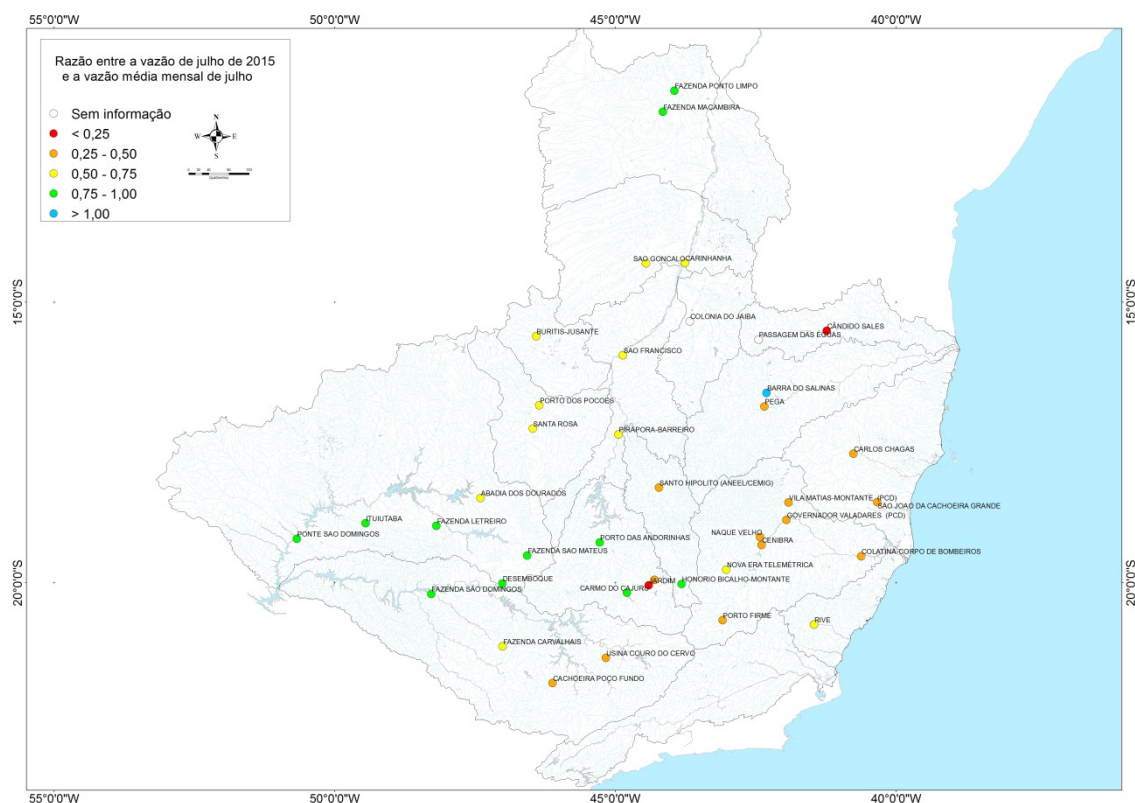 55°0'0"W
50°0'0"W
45°0'0"W
40°0'0"W
Razão entre a vazão de julho de 2015
e a vazão média mensal de julho
Sem informação
< 0,25
0,25 - 0,50
0,50 - 0,75
0,75 - 1,00
> 1,00
N
W E
S
FAZENDA PONTO LIMPO
FAZENDA MACAMBIRA
SAO GONCALO
CARINHANHA
15°0'0"S
15°0'0"S
COLONIA DO JAIBA
CÂNDIDO SALES
PASSAGEM DAS EGUAS
BURITIS-JUSANTE
SAO FRANCISCO
BARRA DO SALINAS
PEGA
PORTO DOS POCOES
SANTA ROSA
PIRAPORA-BARREIRO
CARLOS CHAGAS
SANTO HIPOLITO (ANEEL/CEMIG)
ABADIA DOS DOURADOS
VILA MATIAS-MONTANTE (PCD)
SAO JOAO DA CACHOEIRA GRANDE
GOVERNADOR VALADARES (PCD)
ITUIUTABA
FAZENDA LETREIRO
NAQUE VELHO
PONTE SAO DOMINGOS
PORTO DAS ANDORINHAS
CENIBRA
FAZENDA SAO MATEUS
COLATINA CORPO DE BOMBEIROS
NOVA ERA TELEMÉTRICA
20°0'0"S
20°0'0"S
DESEMBOQUE
JARDIM
HONORIO BICALHO-MONTANTE
FAZENDA SÃO DOMINGOS
CARMO DO CAJURU
PORTO FIRME
RIVE
FAZENDA CARVALHAIS
USINA COURO DO CERVO
CACHOEIRA POÇO FUNDO
55°0'0"W
50°0'0"W
45°0'0"W
40°0'0"W